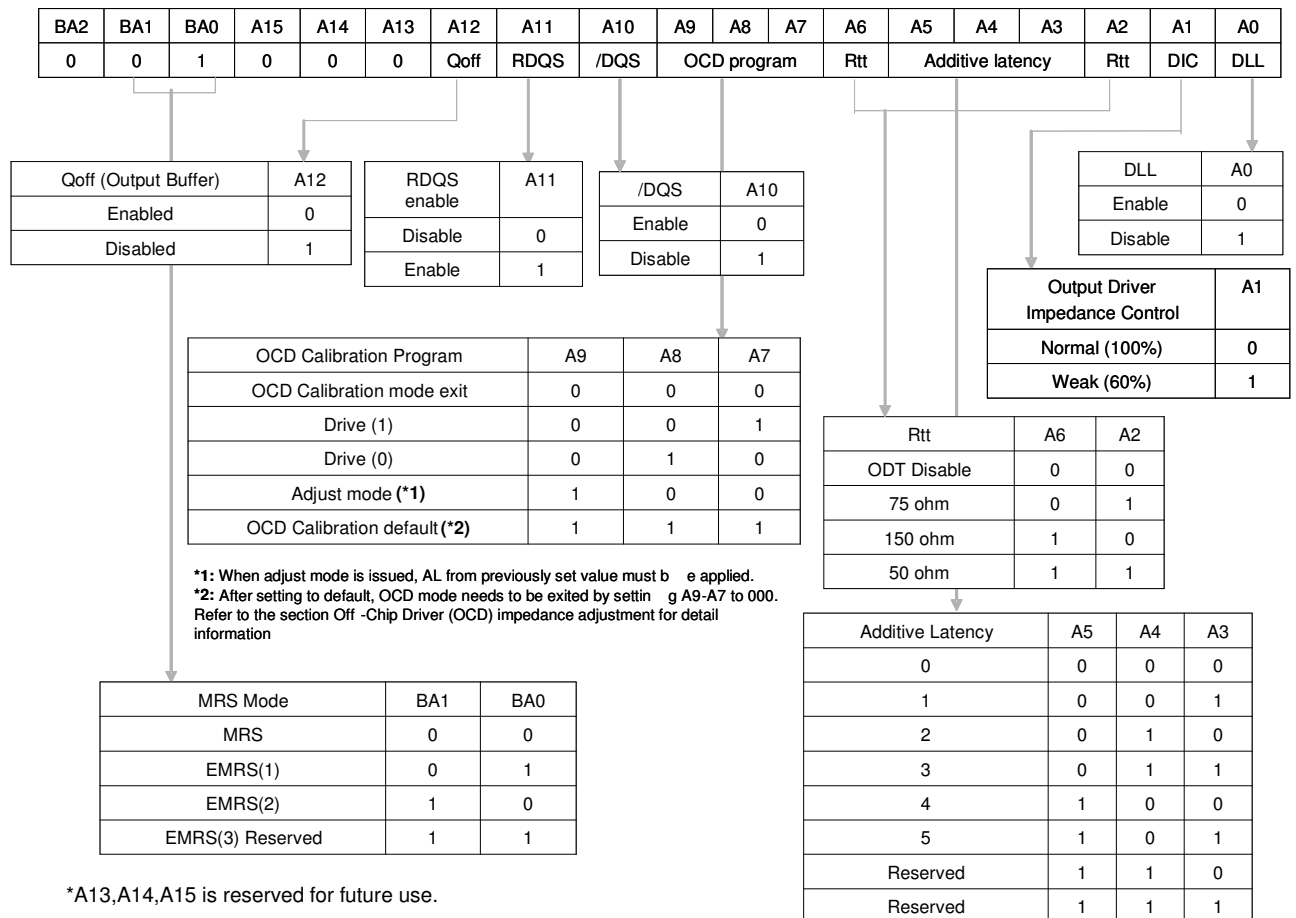 BA2 BA1 BA0 A15 A14 A13 A12 A11 A10 A9 A8 A7 A6 A5 A4 A3 A2 A1 A0
0 0 1 0 0 0 Qoff RDQS /DQS OCD program Rtt Additive latency Rtt DIC DLL
Qoff (Output Buffer) A12
Enabled 0
Disabled 1
RDQS enable A11
Disable 0
Enable 1
/DQS A10
Enable 0
Disable 1
DLL A0
Enable 0
Disable 1
Output Driver Impedance Control A1
Normal (100%) 0
Weak (60%) 1
OCD Calibration Program A9 A8 A7
OCD Calibration mode exit 0 0 0
Drive (1) 0 0 1
Drive (0) 0 1 0
Adjust mode (*1) 1 0 0
OCD Calibration default (*2) 1 1 1
*1: When adjust mode is issued, AL from previously set value must b e applied.
*2: After setting to default, OCD mode needs to be exited by settin g A9-A7 to 000.
Refer to the section Off -Chip Driver (OCD) impedance adjustment for detail
information
Rtt A6 A2
ODT Disable 0 0
75 ohm 0 1
150 ohm 1 0
50 ohm 1 1
MRS Mode BA1 BA0
MRS 0 0
EMRS(1) 0 1
EMRS(2) 1 0
EMRS(3) Reserved 1 1
Additive Latency A5 A4 A3
0 0 0 0
1 0 0 1
2 0 1 0
3 0 1 1
4 1 0 0
5 1 0 1
Reserved 1 1 0
Reserved 1 1 1
*A13,A14,A15 is reserved for future use.